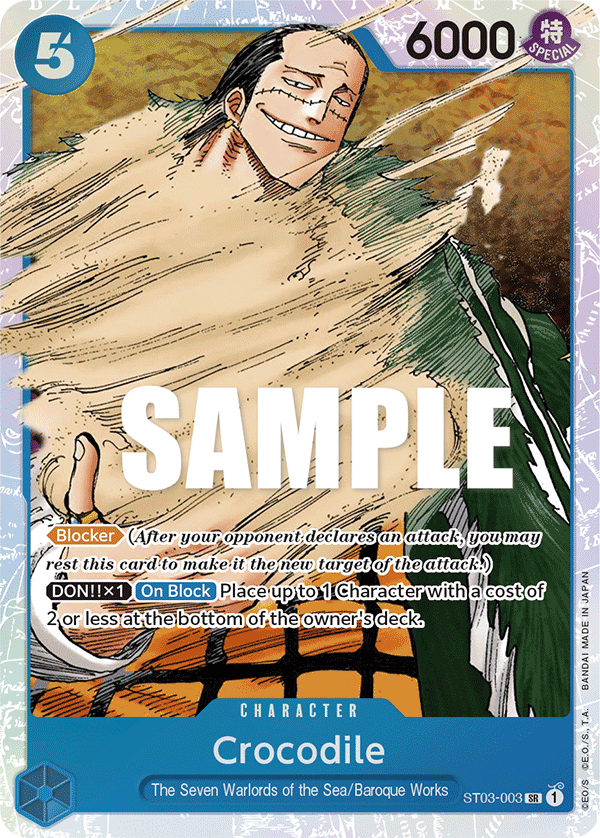 5
6000
特
SPECIAL
SAMPLE
Blocker (After your opponent declares an attack, you may
rest this card to make it the new target of the attack.)
DON!!×1 On Block Place up to 1 Character with a cost of
2 or less at the bottom of the owner's deck.
CHARACTER
Crocodile
The Seven Warlords of the Sea/Baroque Works
ST03-003 SR 1
©E.O/S ©E.O./S., T.A. BANDAI MADE IN JAPAN